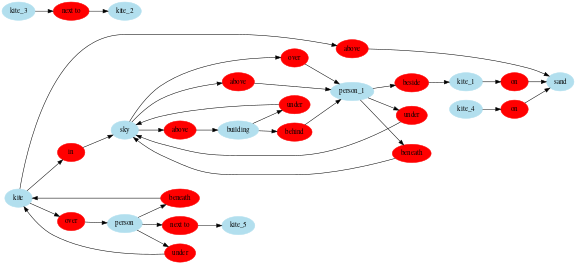 kite_3 next to kite_2
above
over
above
beside kite_1 on sand
person_1
under
kite_4 on
under
sky above building
behind
in
beneath
kite
beneath
over person
next to kite_5
under